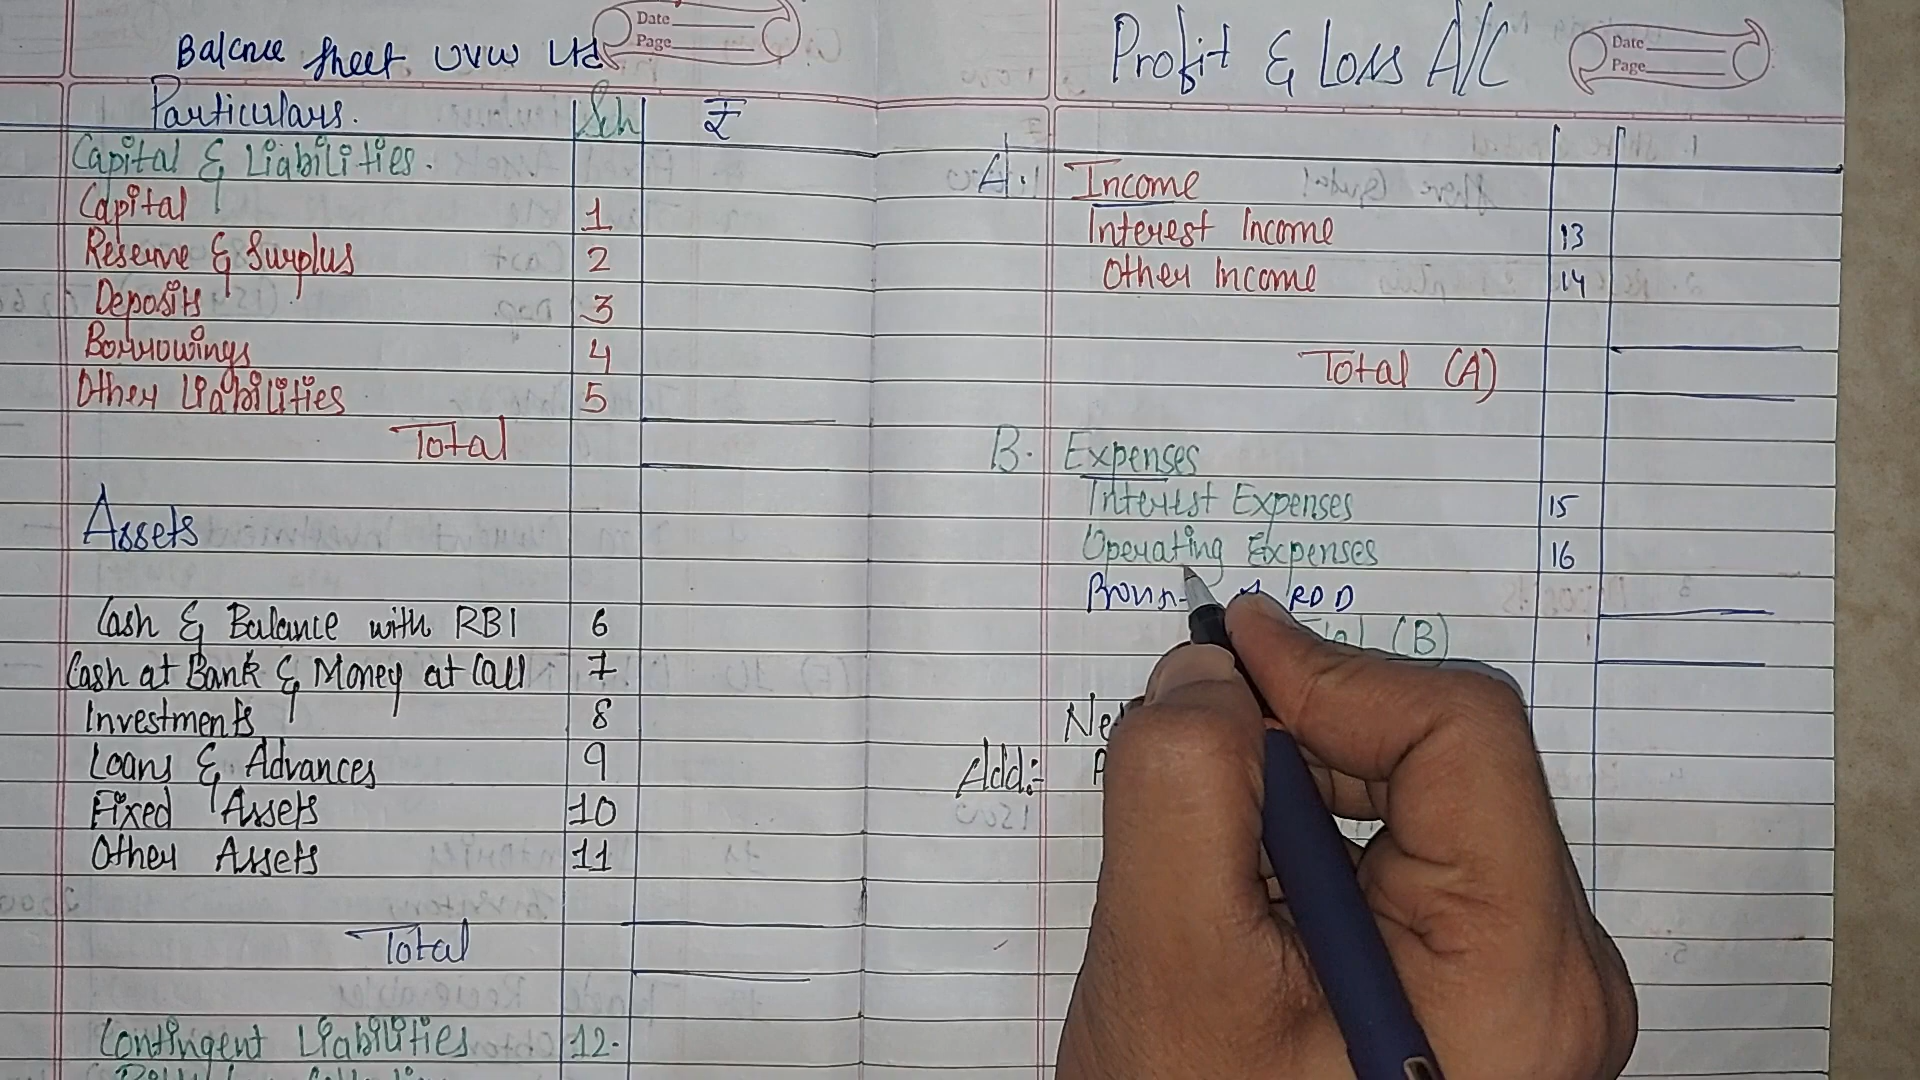 Balance Sheet UVW Ltd
Date
Page
Particulars. Sch ₹
Capital & Liabilities.
Capital 1
Reserve & Surplus 2
Deposits 3
Borrowings 4
Other Liabilities 5
Total
Assets
Cash & Balance with RBI 6
Cash at Bank & Money at Call 7
Investments 8
Loans & Advances 9
Fixed Assets 10
Other Assets 11
Total
Contingent Liabilities 12.
Profit & Loss A/C
Date
Page
A. Income
Interest Income 13
Other Income 14
Total (A)
B. Expenses
Interest Expenses 15
Operating Expenses 16
RDD
(B)
Add:-